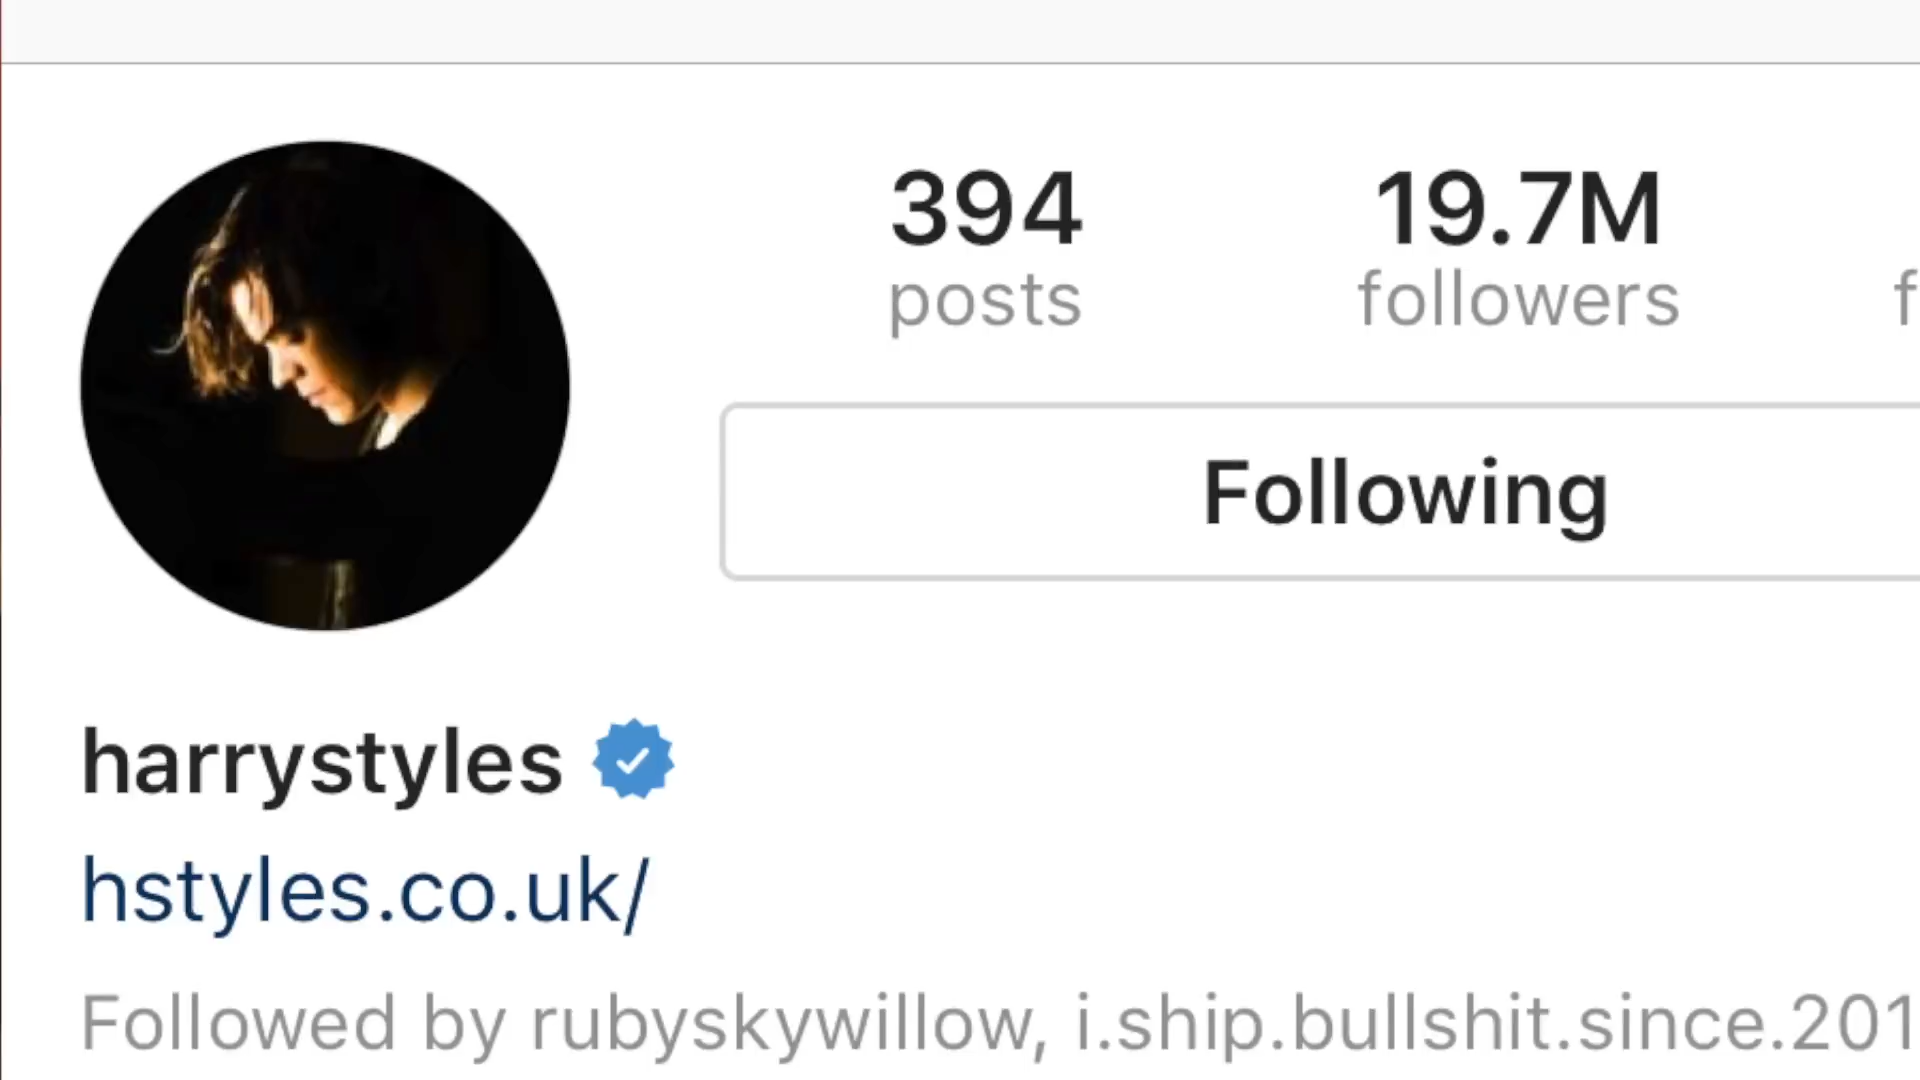 394 19.7M f
posts followers
Following
harrystyles
hstyles.co.uk/
Followed by rubyskywillow, i.ship.bullshit.since.201